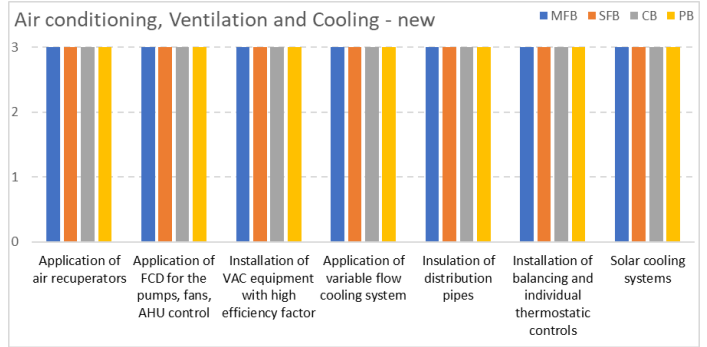 Air conditioning, Ventilation and Cooling - new
MFB SFB CB PB
3
2
1
0
Application of
air recuperators
Application of
FCD for the
pumps, fans,
AHU control
Installation of
VAC equipment
with high
efficiency factor
Application of
variable flow
cooling system
Insulation of
distribution
pipes
Installation of
balancing and
individual
thermostatic
controls
Solar cooling
systems